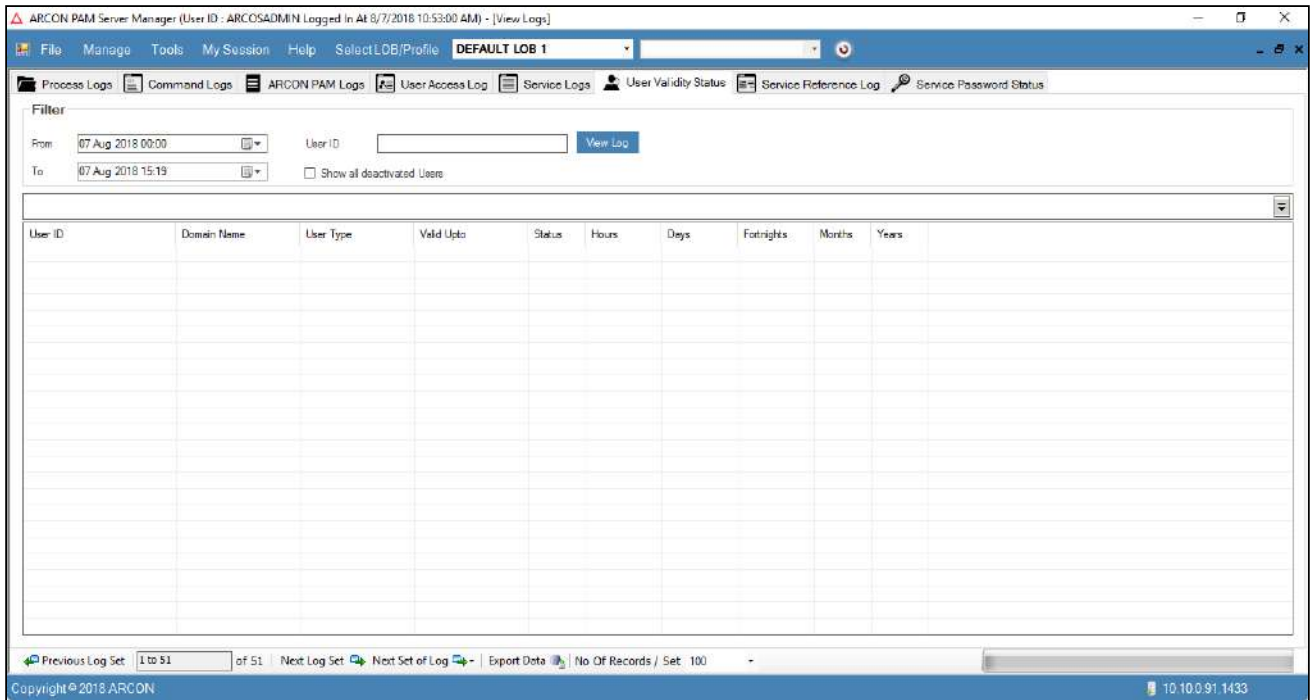 ARCON PAM Server Manager (User ID : ARCOSADMIN Logged In At 8/7/2018 10:53:00 AM) - [View Logs]
File Manage Tools My Session Help Select LOB/Profile DEFAULT LOB 1
Process Logs Command Logs ARCON PAM Logs User Access Log Service Logs User Validity Status Service Reference Log Service Password Status
Filter
From 07 Aug 2018 00:00 User ID View Log
To 07 Aug 2018 15:19 Show all deactivated Users
User ID Domain Name User Type Valid Upto Status Hours Days Fortnights Months Years
Previous Log Set 1 to 51 of 51 Next Log Set Next Set of Log Export Data No Of Records / Set 100
Copyright © 2018 ARCON 10.10.0.91,1433